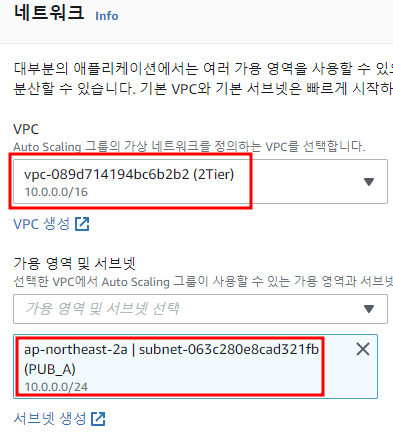 네트워크 Info
대부분의 애플리케이션에서는 여러 가용 영역을 사용할 수 있으
분산할 수 있습니다. 기본 VPC와 기본 서브넷은 빠르게 시작하
VPC
Auto Scaling 그룹의 가상 네트워크를 정의하는 VPC를 선택합니다.
vpc-089d714194bc6b2b2 (2Tier)
10.0.0.0/16
VPC 생성
가용 영역 및 서브넷
선택한 VPC에서 Auto Scaling 그룹이 사용할 수 있는 가용 영역과 서브넷
가용 영역 및 서브넷 선택
ap-northeast-2a | subnet-063c280e8cad321fb
(PUB_A)
10.0.0.0/24
서브넷 생성